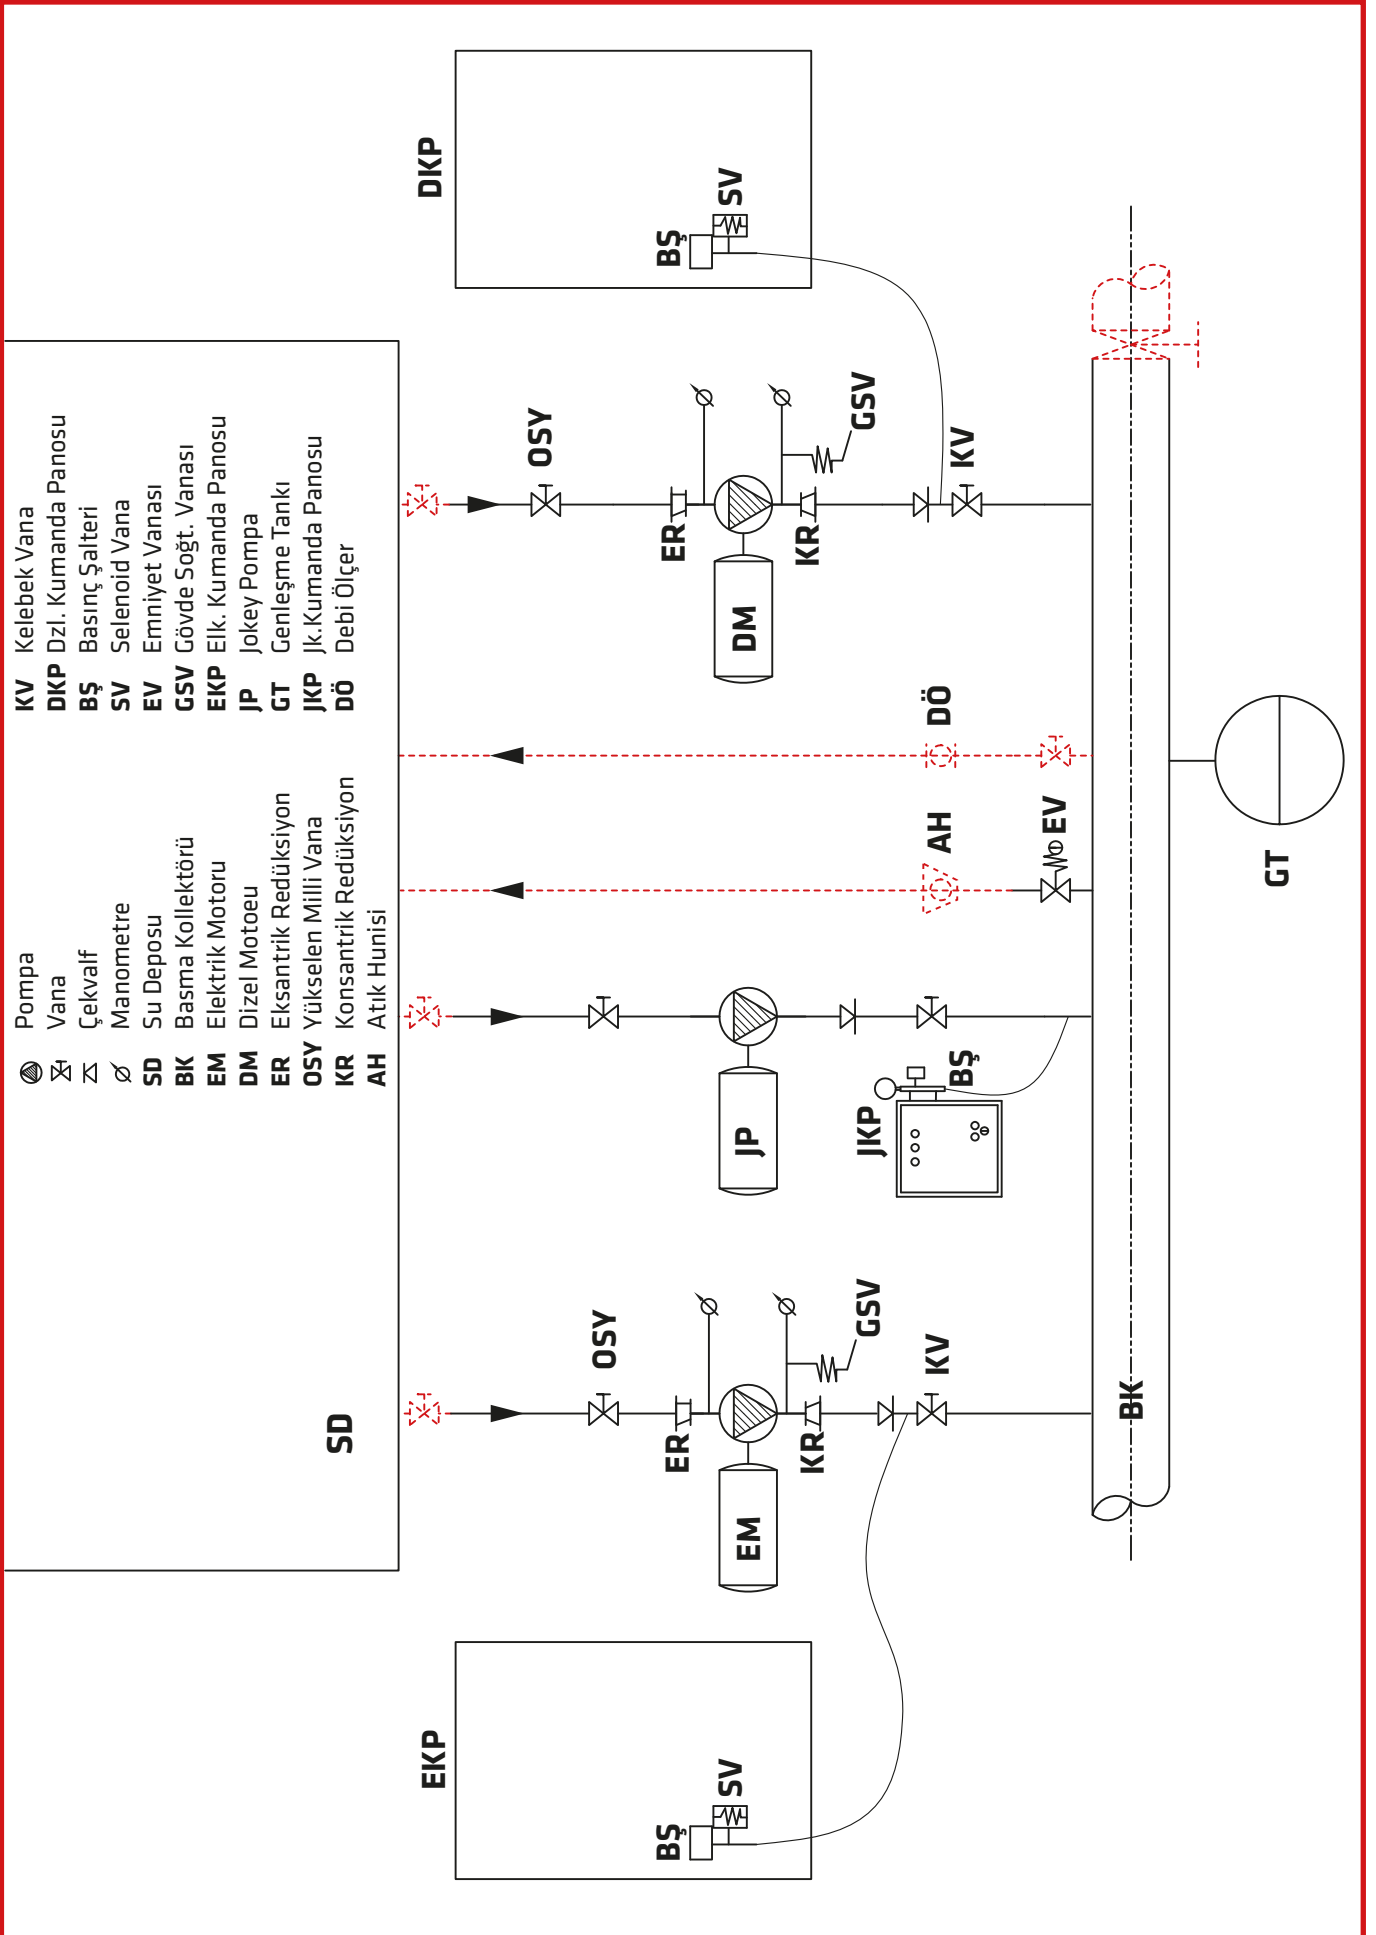 Pompa
Vana
Çekvalf
Manometre
SD Su Deposu
BK Basma Kollektörü
EM Elektrik Motoru
DM Dizel Motoeu
ER Eksantrik Redüksiyon
OSY Yükselen Milli Vana
KR Konsantrik Redüksiyon
AH Atık Hunisi
KV Kelebek Vana
DKP Dzl. Kumanda Panosu
BŞ Basınç Şalteri
SV Selenoid Vana
EV Emniyet Vanası
GSV Gövde Soğt. Vanası
EKP Elk. Kumanda Panosu
JP Jokey Pompa
GT Genleşme Tankı
JKP Jk.Kumanda Panosu
DÖ Debi Ölçer
SD
EKP
BŞ
SV
OSY
ER
EM
KR
GSV
KV
JP
JKP
BŞ
AH
EV
DÖ
OSY
ER
DM
KR
GSV
KV
DKP
BŞ
SV
BK
GT